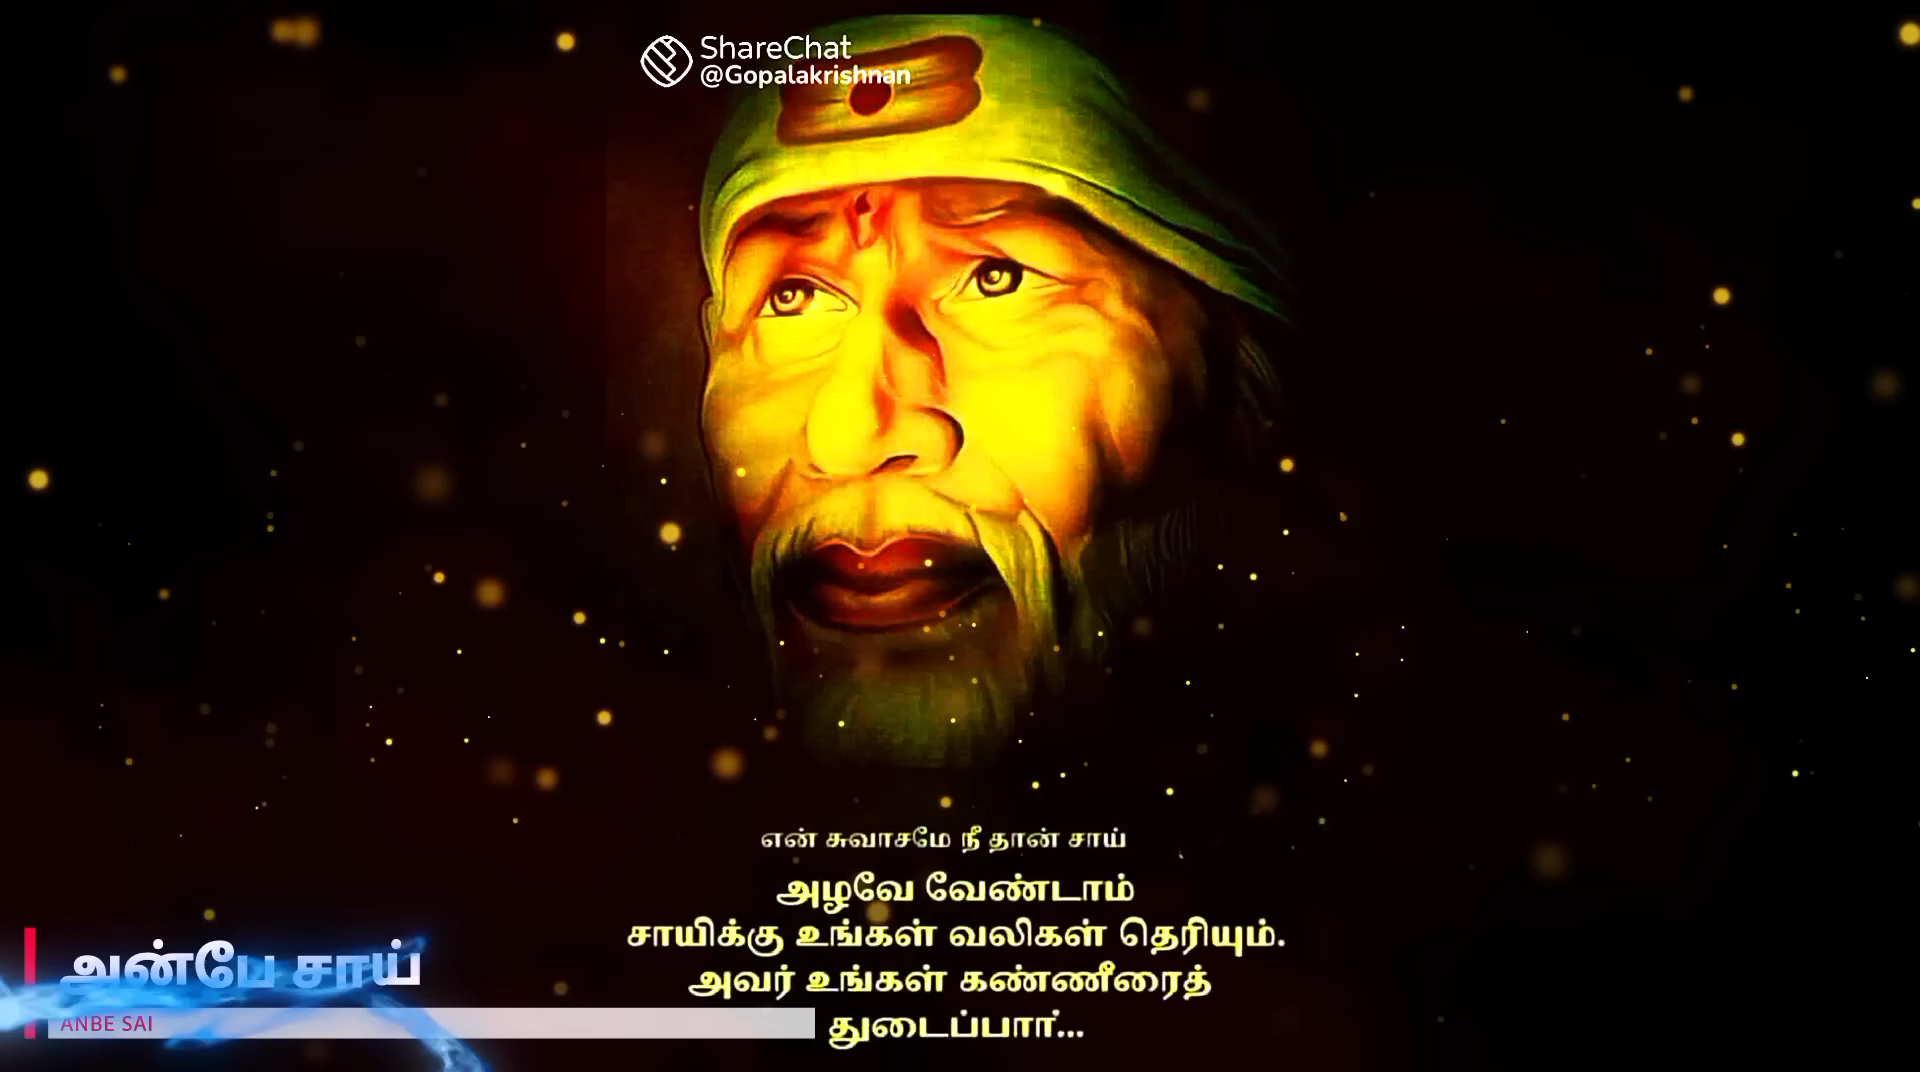 ShareChat
@Gopalakrishnan
என் சுவாசமே நீ தான் சாய்
அழவே வேண்டாம்
சாயிக்கு உங்கள் வலிகள் தெரியும்.
அவர் உங்கள் கண்ணீரைத்
துடைப்பார்...
அன்பே சாய்
ANBE SAI